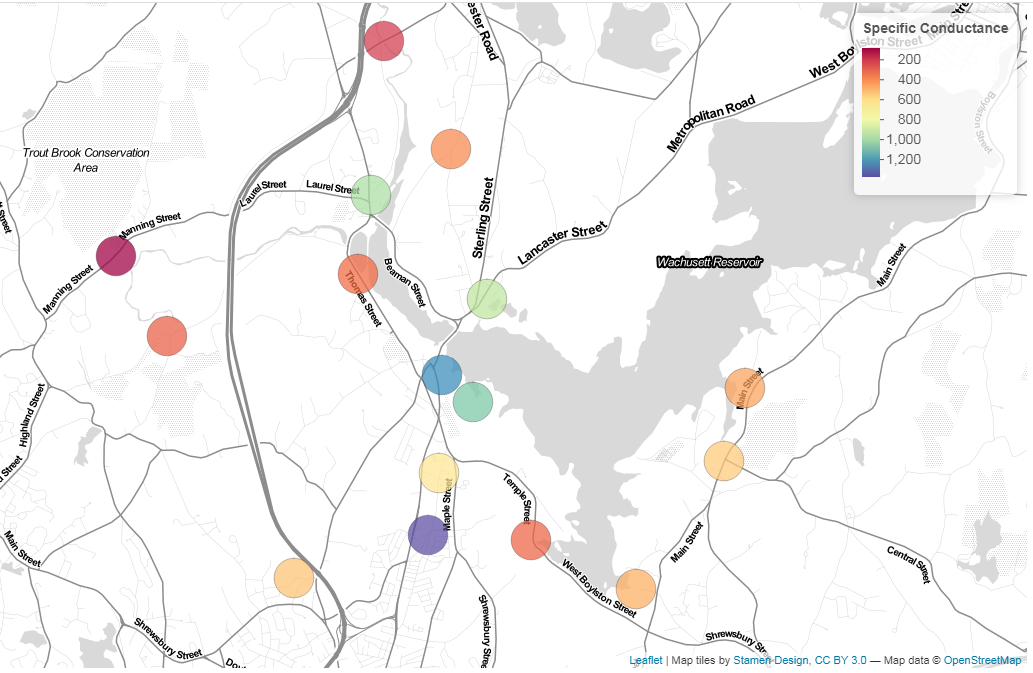 Specific Conductance
200
400
600
800
1,000
1,200
Main Stre
West Boylston Street
Boylston Street
ester Road
Metropolitan Road
Trout Brook Conservation
Area
Laurel Street
Laurel Street
Manning Street
Manning Street
Sterling Street
Lancaster Street
Beaman Street
Thomas Street
Wachusett Reservoir
Main Street
Main Street
Highland Street
d Street
Temple Street
Maple Street
Main Street
Main Street
Central Street
West Boylston Street
Shrewsbury Street
Shrewsbury Stree
Shrewsbury St
Leaflet | Map tiles by Stamen Design, CC BY 3.0 — Map data © OpenStreetMap